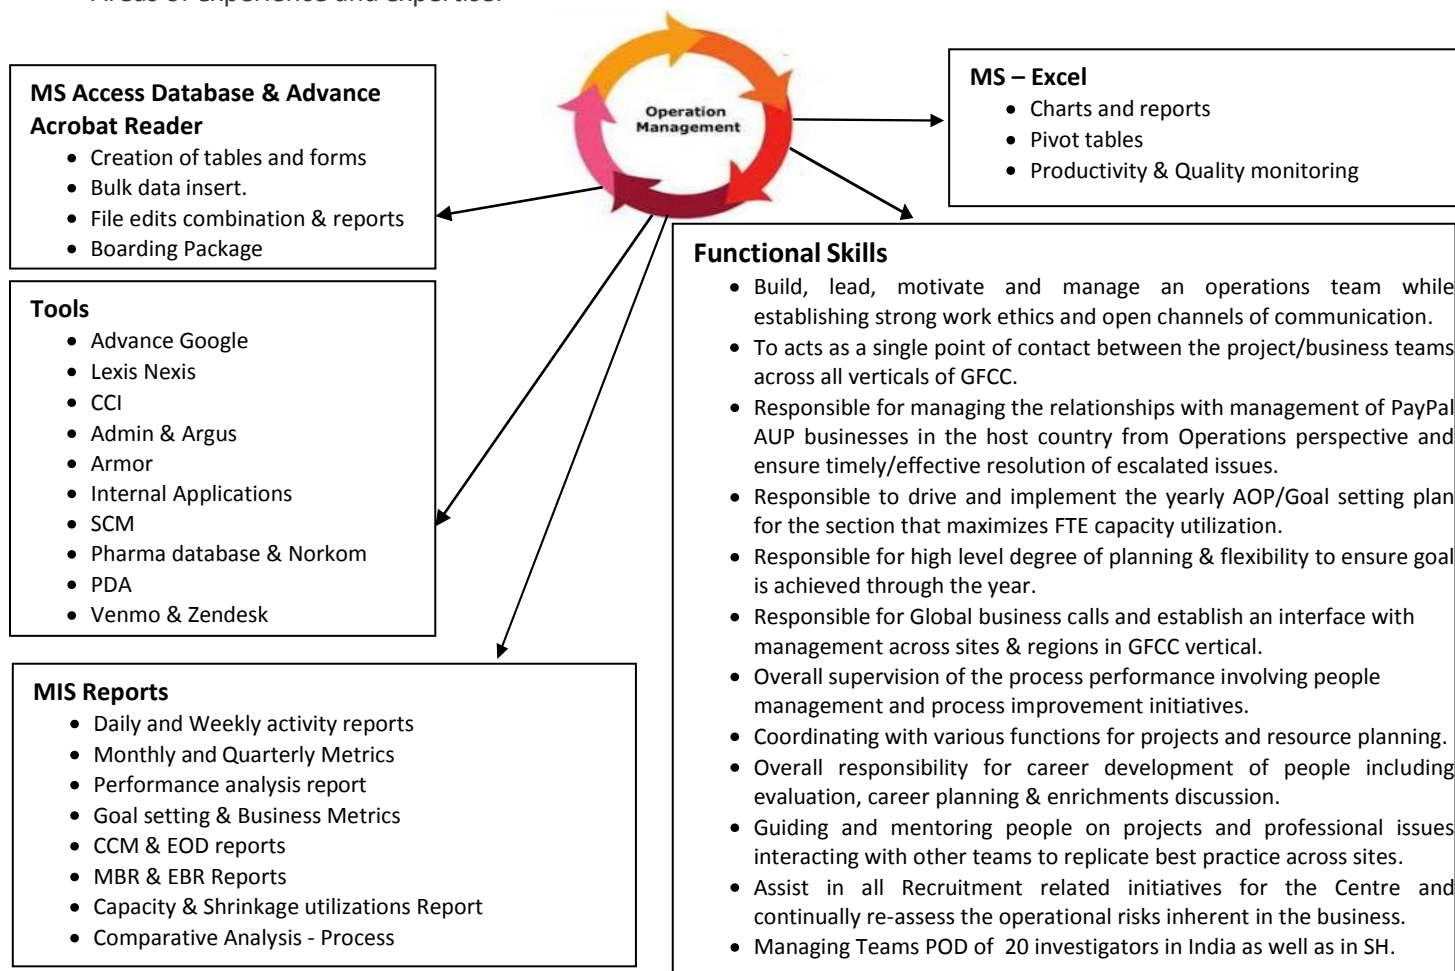 Areas of experience and expertise:
Operation
Management
MS Access Database & Advance
Acrobat Reader
• Creation of tables and forms
• Bulk data insert.
• File edits combination & reports
• Boarding Package
MS – Excel
• Charts and reports
• Pivot tables
• Productivity & Quality monitoring
Tools
• Advance Google
• Lexis Nexis
• CCI
• Admin & Argus
• Armor
• Internal Applications
• SCM
• Pharma database & Norkom
• PDA
• Venmo & Zendesk
MIS Reports
• Daily and Weekly activity reports
• Monthly and Quarterly Metrics
• Performance analysis report
• Goal setting & Business Metrics
• CCM & EOD reports
• MBR & EBR Reports
• Capacity & Shrinkage utilizations Report
• Comparative Analysis - Process
Functional Skills
• Build, lead, motivate and manage an operations team while
establishing strong work ethics and open channels of communication.
• To acts as a single point of contact between the project/business teams
across all verticals of GFCC.
• Responsible for managing the relationships with management of PayPal
AUP businesses in the host country from Operations perspective and
ensure timely/effective resolution of escalated issues.
• Responsible to drive and implement the yearly AOP/Goal setting plan
for the section that maximizes FTE capacity utilization.
• Responsible for high level degree of planning & flexibility to ensure goal
is achieved through the year.
• Responsible for Global business calls and establish an interface with
management across sites & regions in GFCC vertical.
• Overall supervision of the process performance involving people
management and process improvement initiatives.
• Coordinating with various functions for projects and resource planning.
• Overall responsibility for career development of people including
evaluation, career planning & enrichments discussion.
• Guiding and mentoring people on projects and professional issues
interacting with other teams to replicate best practice across sites.
• Assist in all Recruitment related initiatives for the Centre and
continually re-assess the operational risks inherent in the business.
• Managing Teams POD of 20 investigators in India as well as in SH.